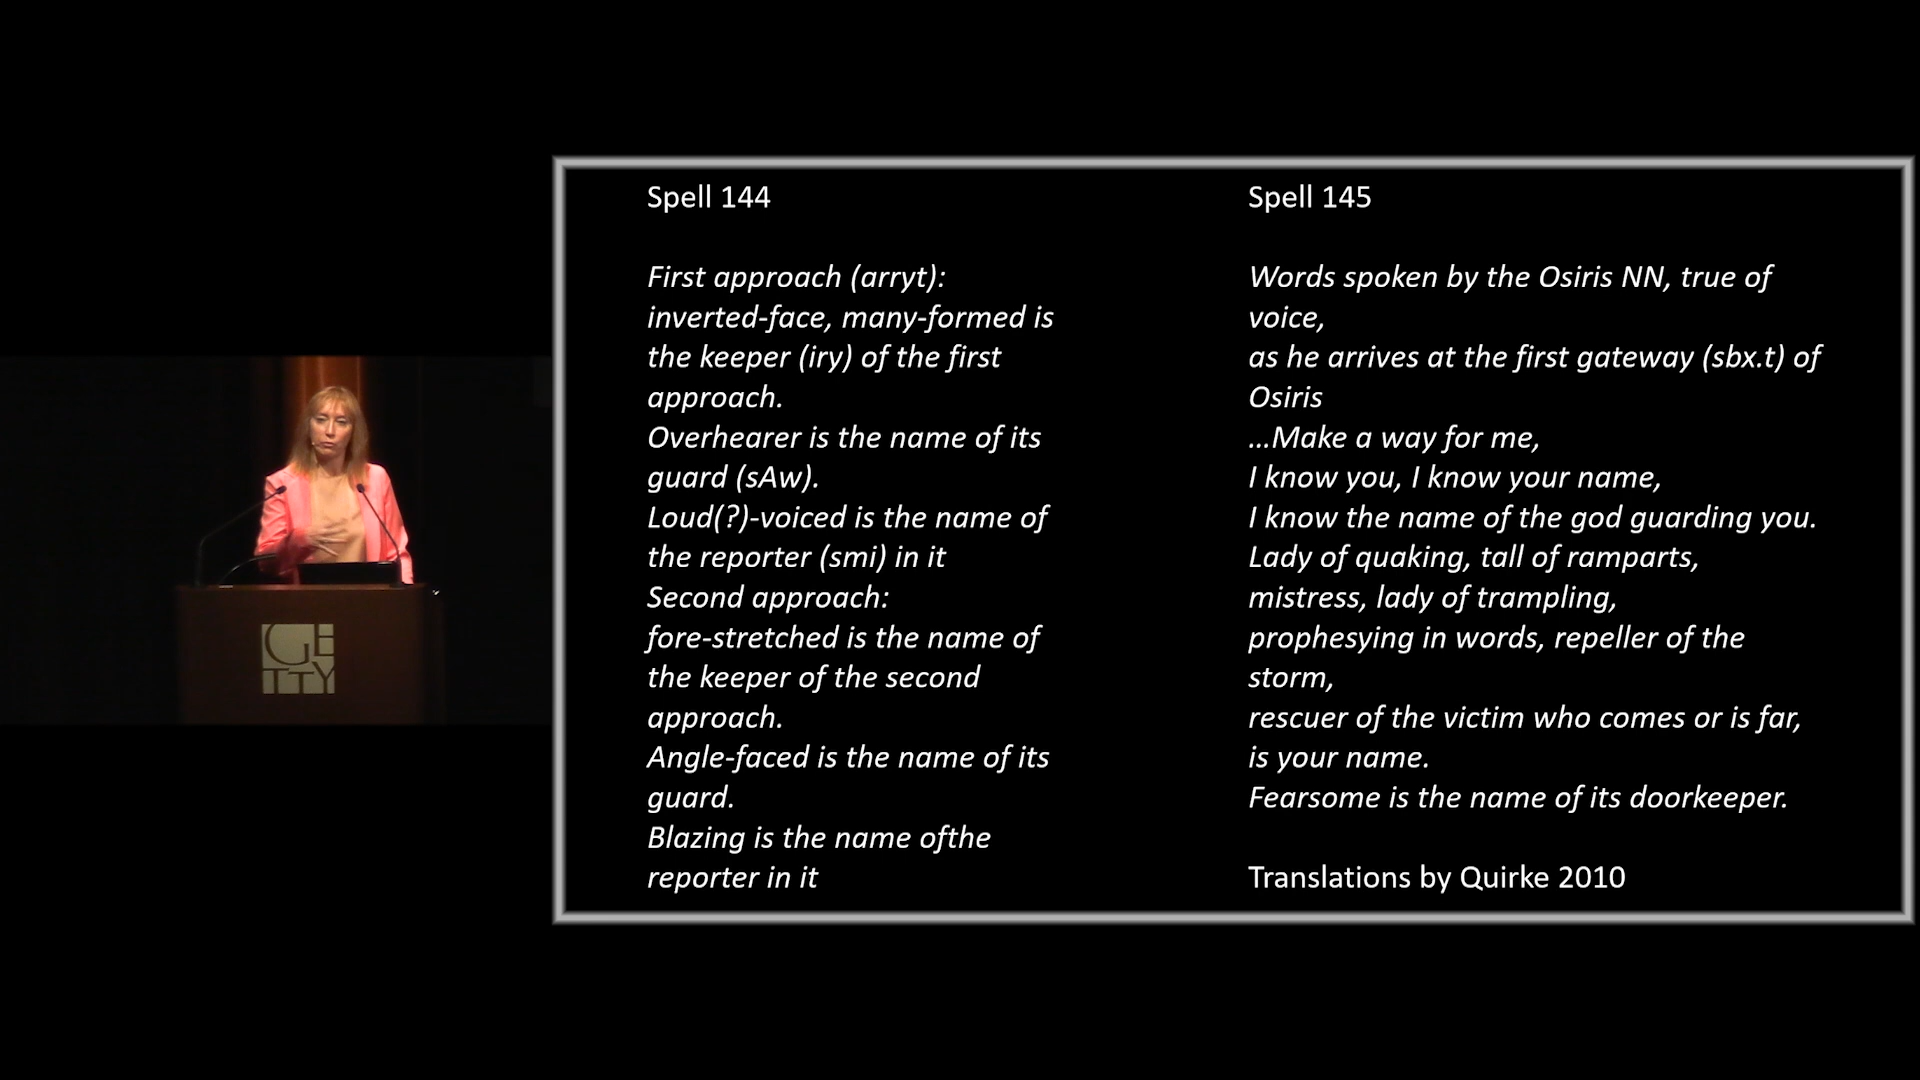 Spell 144
First approach (arryt):
inverted-face, many-formed is
the keeper (iry) of the first
approach.
Overhearer is the name of its
guard (sAw).
Loud(?)-voiced is the name of
the reporter (smi) in it
Second approach:
fore-stretched is the name of
the keeper of the second
approach.
Angle-faced is the name of its
guard.
Blazing is the name ofthe
reporter in it
Spell 145
Words spoken by the Osiris NN, true of
voice,
as he arrives at the first gateway (sbx.t) of
Osiris
…Make a way for me,
I know you, I know your name,
I know the name of the god guarding you.
Lady of quaking, tall of ramparts,
mistress, lady of trampling,
prophesying in words, repeller of the
storm,
rescuer of the victim who comes or is far,
is your name.
Fearsome is the name of its doorkeeper.
Translations by Quirke 2010
GE
TTY